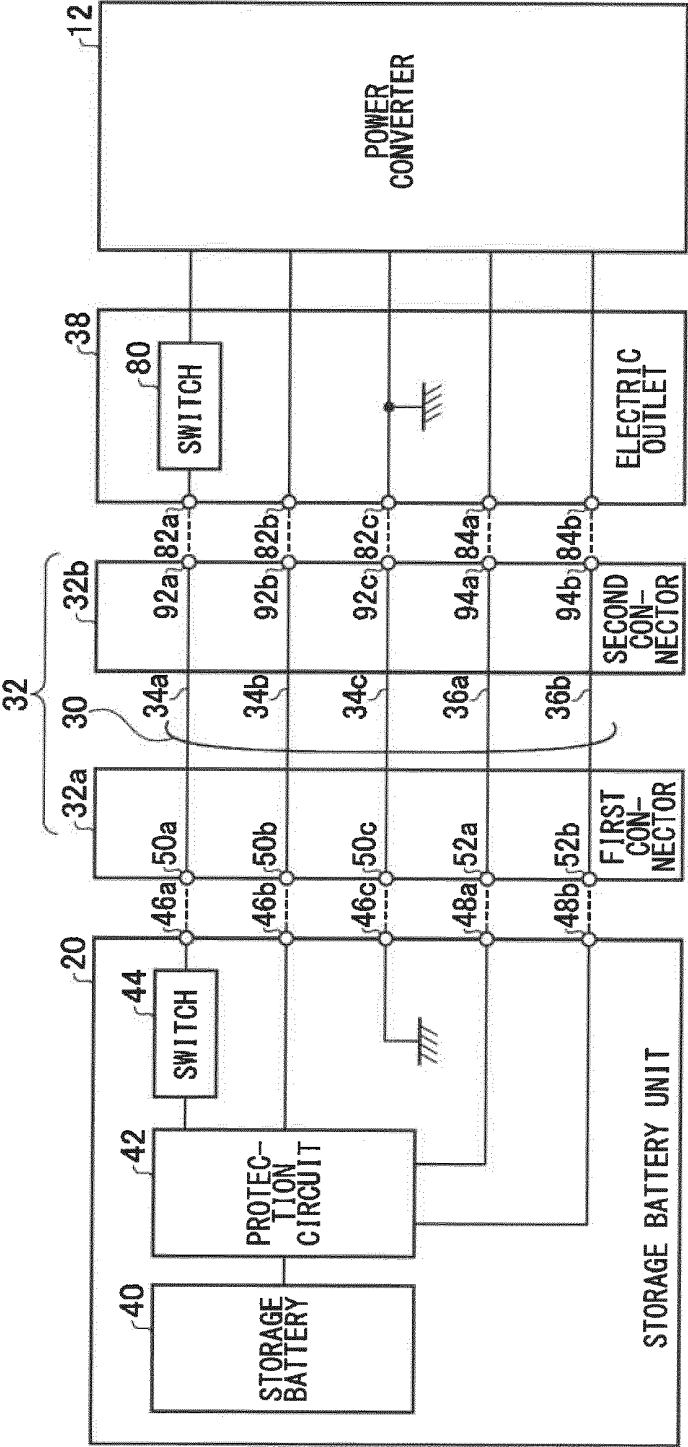 20
40
STORAGE
BATTERY
42
PROTEC-
TION
CIRCUIT
44
SWITCH
46a
46b
46c
48a
48b
STORAGE BATTERY UNIT
32
32a
50a
50b
50c
52a
52b
FIRST
CON-
NECTOR
30
34a
34b
34c
36a
36b
32b
92a
92b
92c
94a
94b
SECOND
CON-
NECTOR
38
82a
82b
82c
84a
84b
80
SWITCH
ELECTRIC
OUTLET
12
POWER
CONVERTER